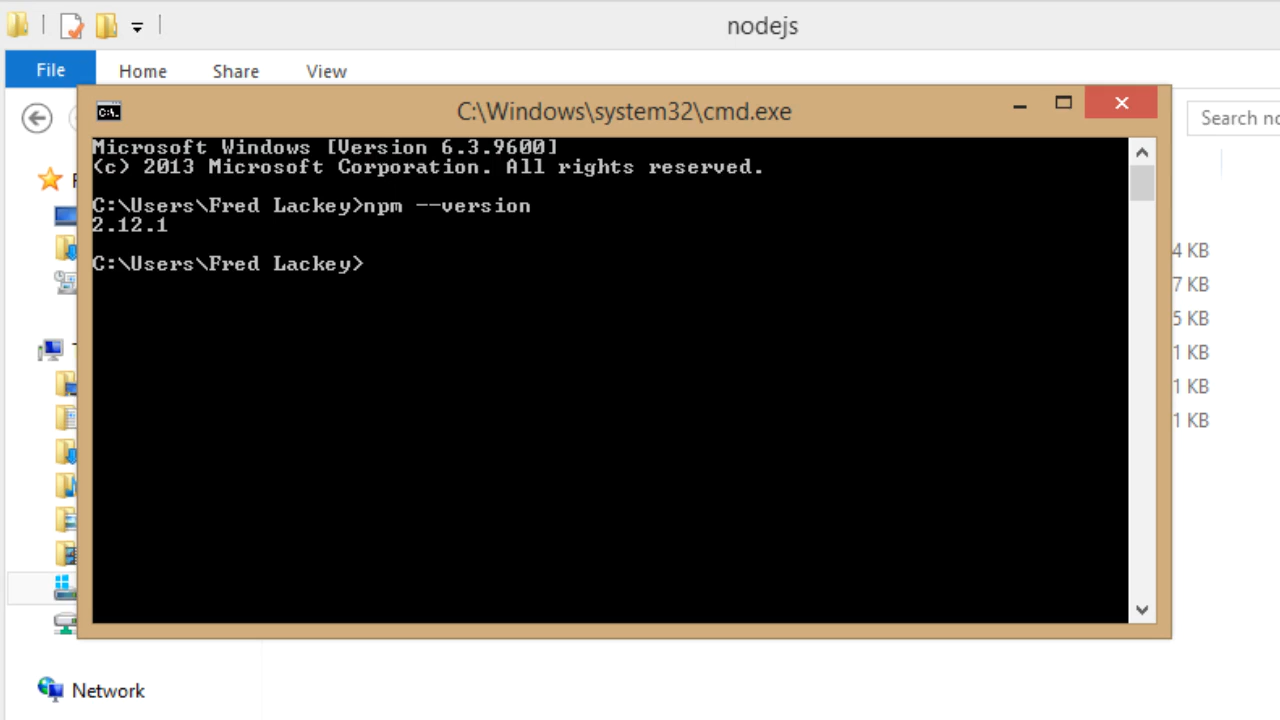 nodejs
File Home Share View
C:\Windows\system32\cmd.exe
Microsoft Windows [Version 6.3.9600]
(c) 2013 Microsoft Corporation. All rights reserved.
C:\Users\Fred Lackey>npm --version
2.12.1
C:\Users\Fred Lackey>
Search
4 KB
7 KB
5 KB
1 KB
1 KB
1 KB
Network